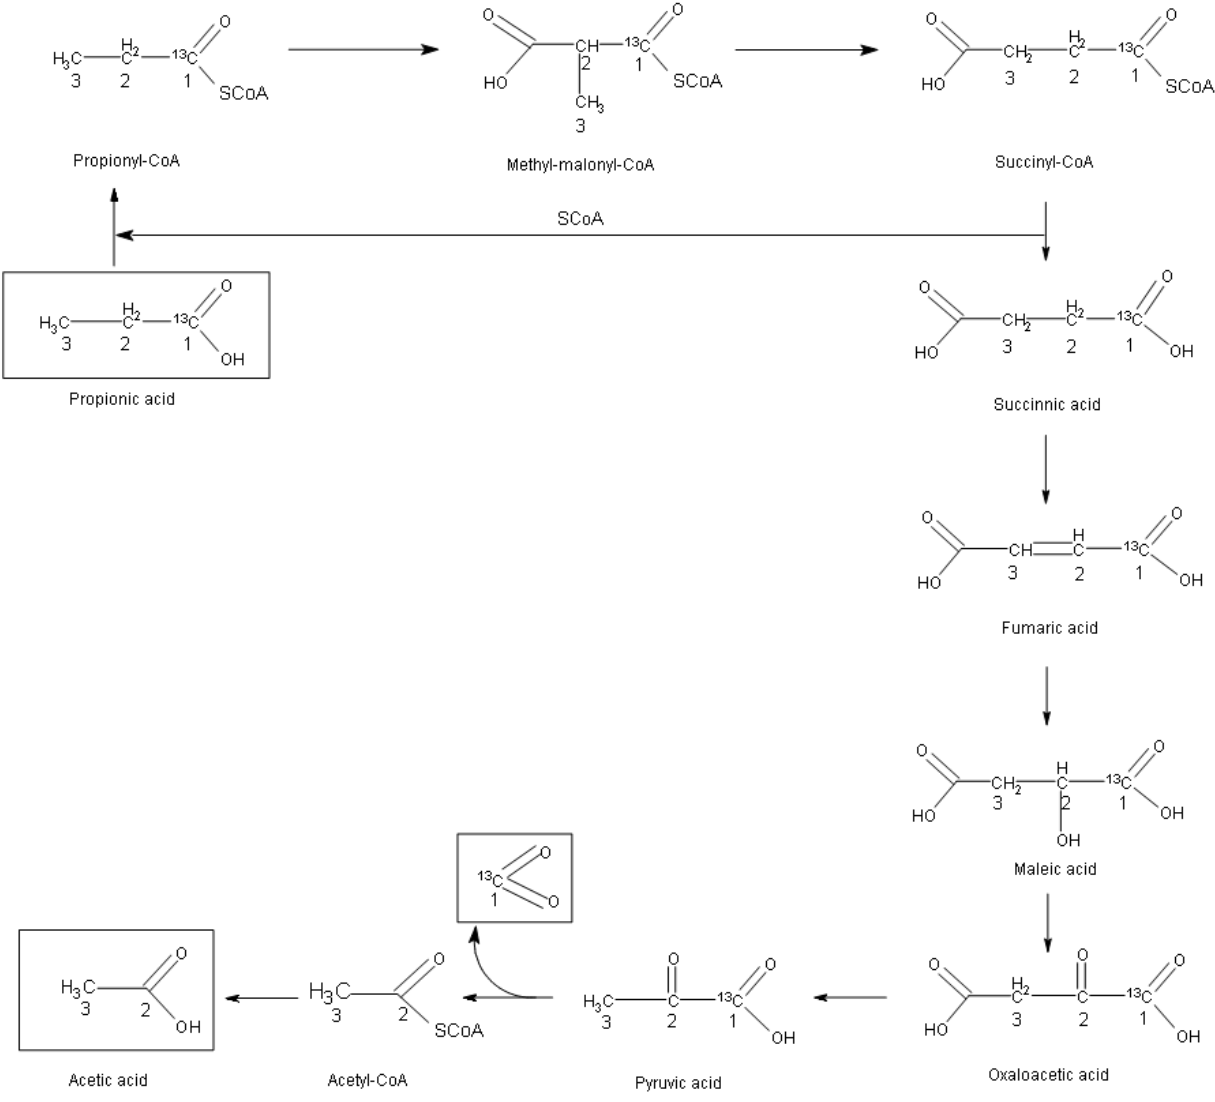 H3C H2 C 13C O SCoA
3 2 1
Propionyl-CoA
O HO CH 13C O SCoA CH3
2 1 3
Methyl-malonyl-CoA
O HO CH2 H2 C 13C O SCoA
3 2 1
Succinyl-CoA
SCoA
H3C H2 C 13C O OH
3 2 1
Propionic acid
O HO CH2 H2 C 13C O OH
3 2 1
Succinnic acid
O HO CH H C 13C O OH
3 2 1
Fumaric acid
O HO CH2 H C 13C O OH OH
3 2 1
Maleic acid
13C O O
1
H3C O OH
3 2
Acetic acid
H3C O SCoA
3 2
Acetyl-CoA
H3C O C 13C O OH
3 2 1
Pyruvic acid
O HO H2 C O C 13C O OH
3 2 1
Oxaloacetic acid